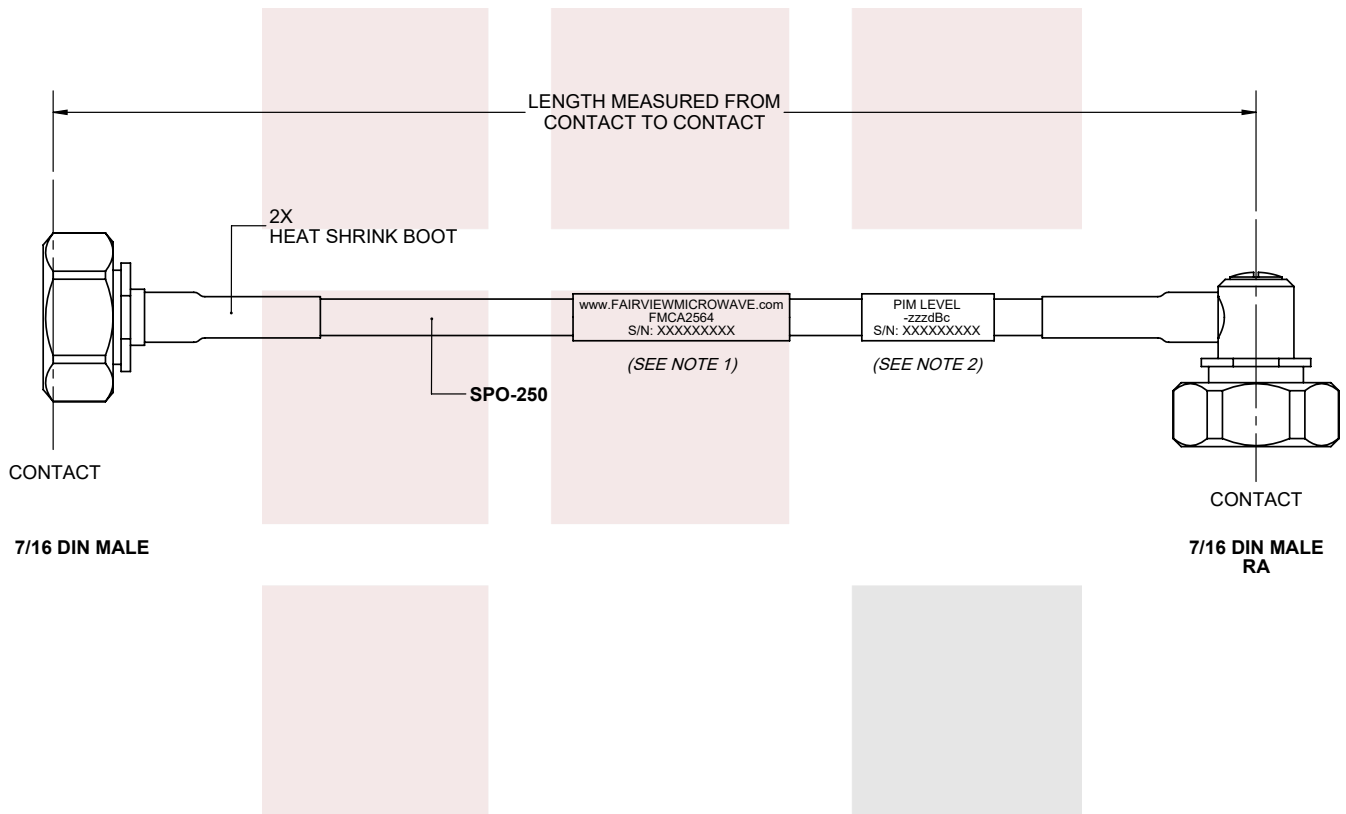 LENGTH MEASURED FROM
CONTACT TO CONTACT
2X
HEAT SHRINK BOOT
www.FAIRVIEWMICROWAVE.com
FMCA2564
S/N: XXXXXXXXX
PIM LEVEL
-zzzdBc
S/N: XXXXXXXXX
(SEE NOTE 1)
(SEE NOTE 2)
SPO-250
CONTACT
7/16 DIN MALE
CONTACT
7/16 DIN MALE
RA